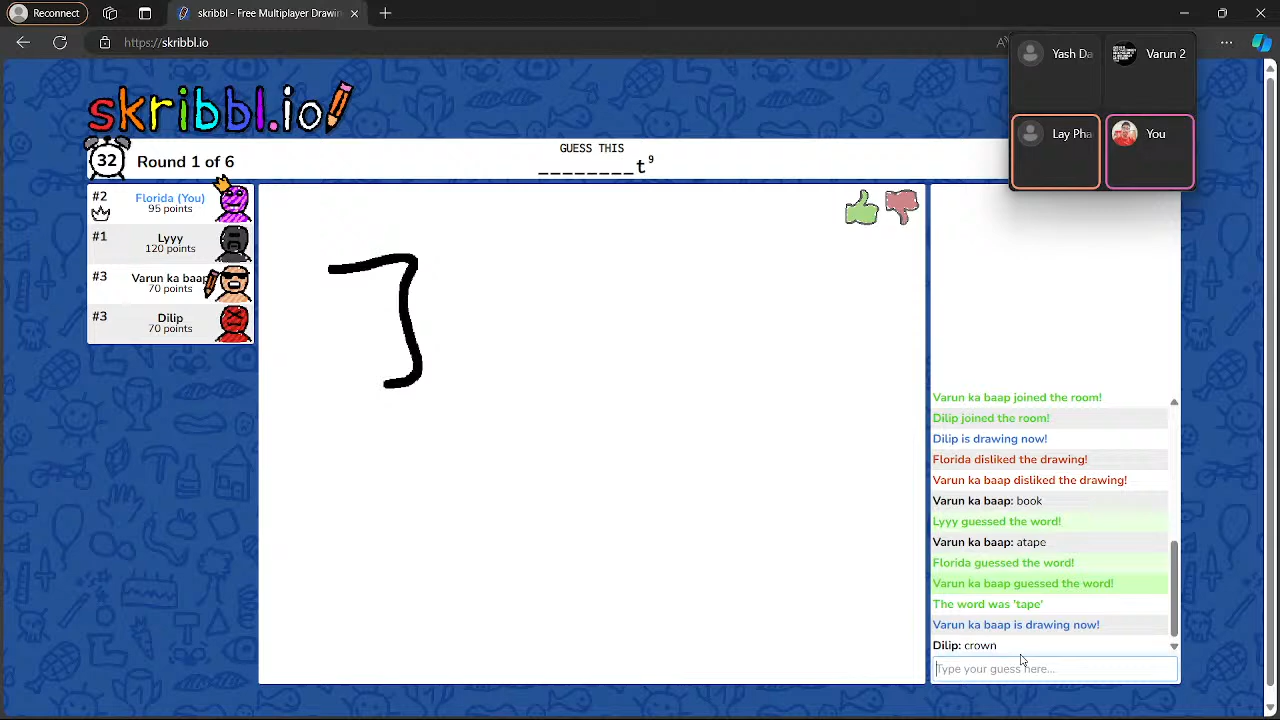 Reconnect
skribbl - Free Multiplayer Drawin
https://skribbl.io
Yash Da
Varun 2
Lay Pha
You
skribbl.io
32
Round 1 of 6
GUESS THIS
________t 9
#2
Florida (You)
95 points
#1
Lyyy
120 points
#3
Varun ka baap
70 points
#3
Dilip
70 points
Varun ka baap joined the room!
Dilip joined the room!
Dilip is drawing now!
Florida disliked the drawing!
Varun ka baap disliked the drawing!
Varun ka baap: book
Lyyy guessed the word!
Varun ka baap: atape
Florida guessed the word!
Varun ka baap guessed the word!
The word was 'tape'
Varun ka baap is drawing now!
Dilip: crown
Type your guess here...